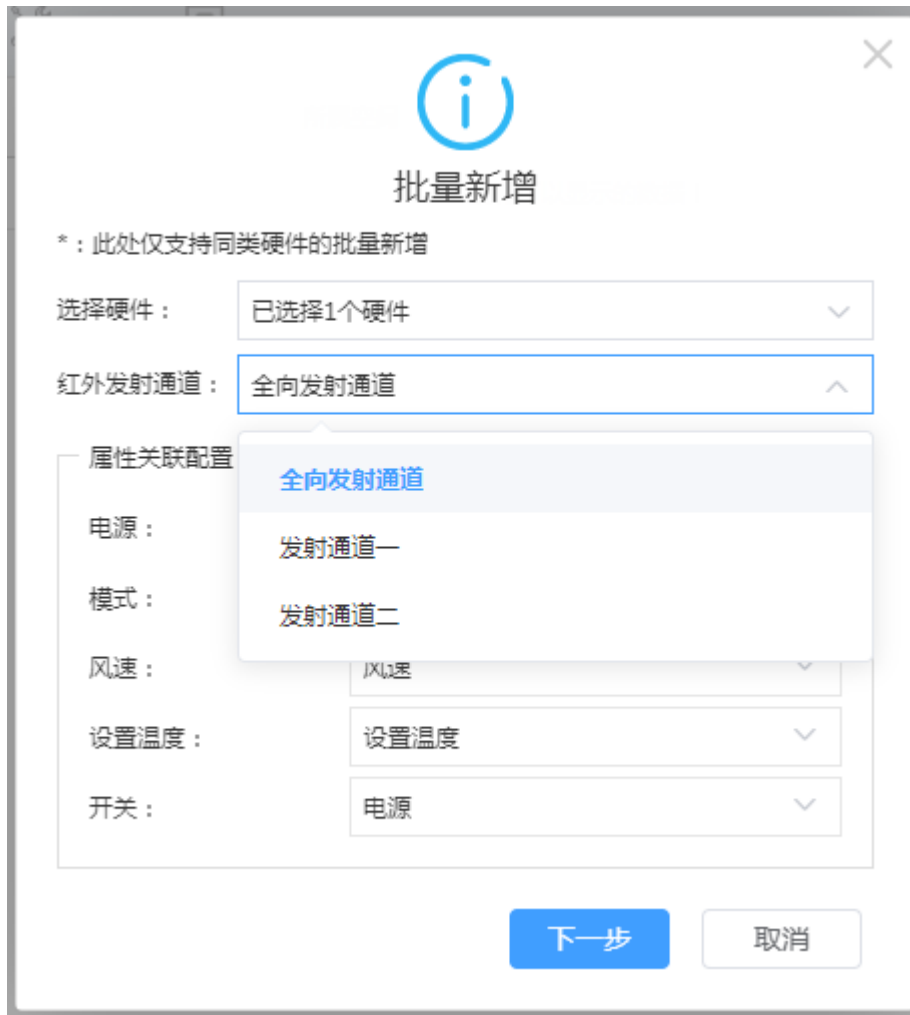 批量新增
*：此处仅支持同类硬件的批量新增
选择硬件： 已选择1个硬件
红外发射通道： 全向发射通道
属性关联配置
全向发射通道
电源：
发射通道一
模式：
发射通道二
风速： 风速
设置温度： 设置温度
开关： 电源
下一步 取消